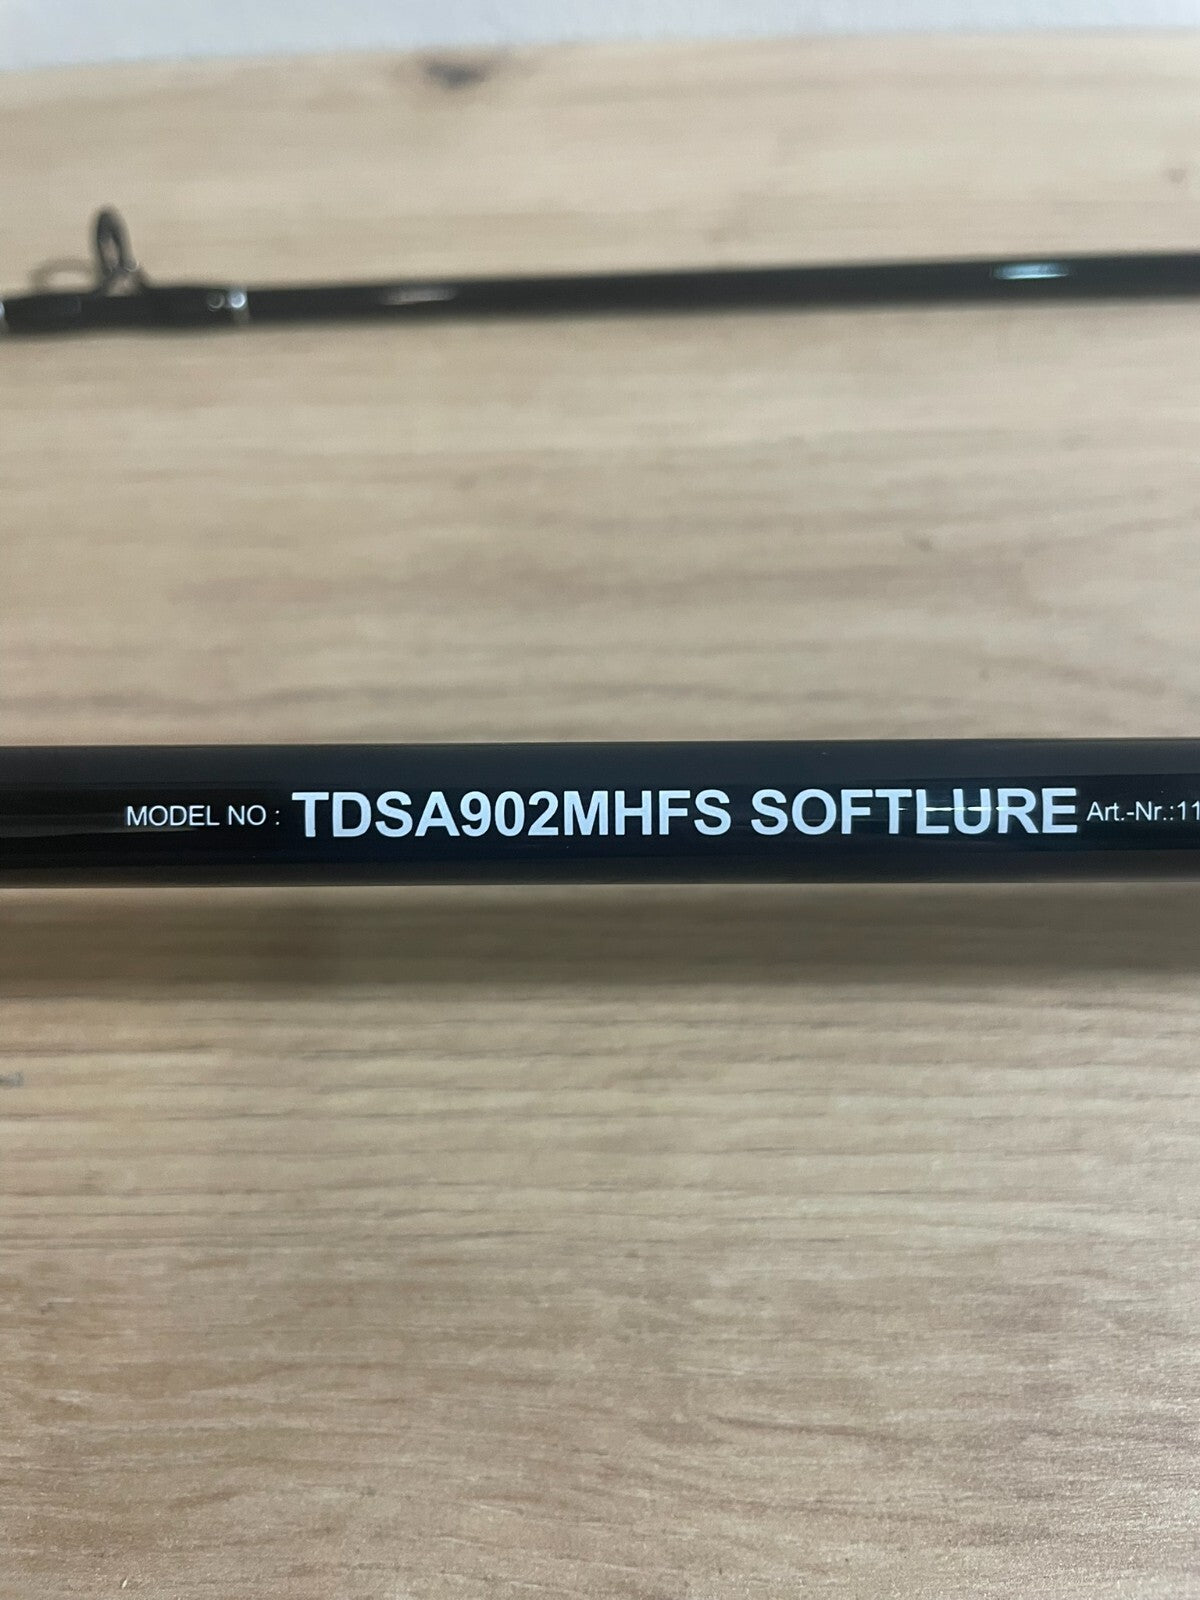 MODEL NO : TDSA902MHFS SOFTLURE Art.-Nr.:11